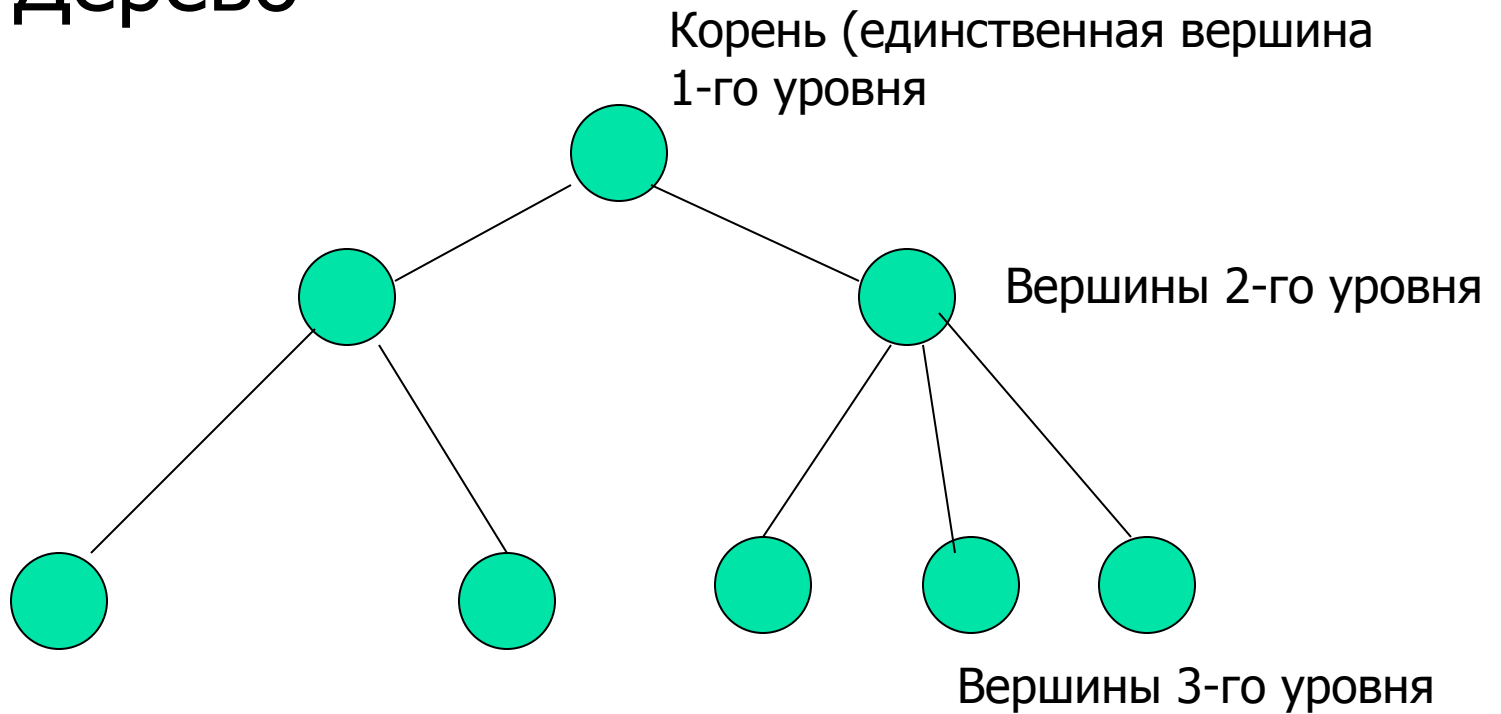 Дерево
Корень (единственная вершина
1-го уровня
Вершины 2-го уровня
Вершины 3-го уровня